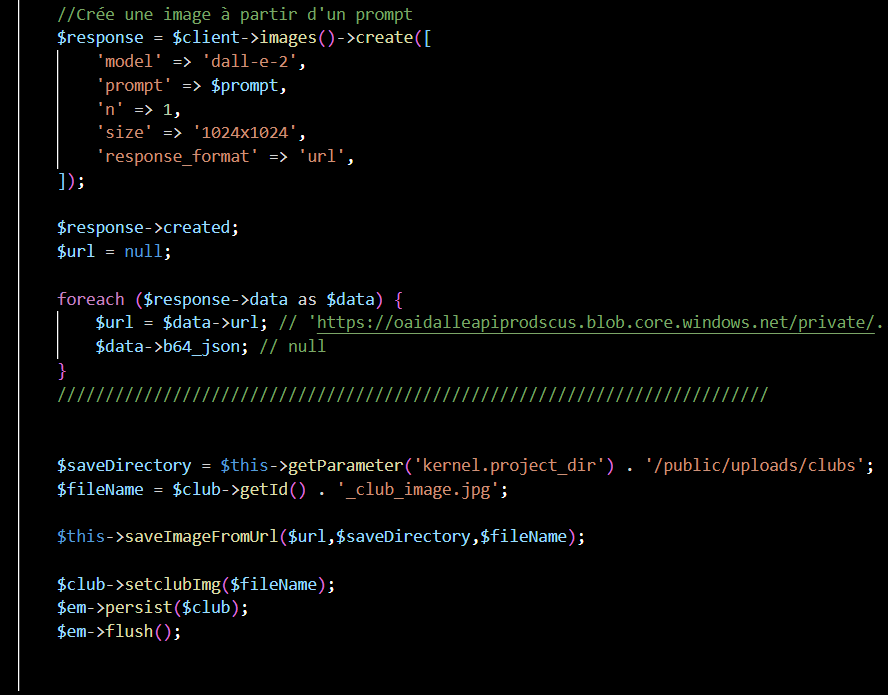 //Crée une image à partir d'un prompt
$response = $client->images()->create([
'model' => 'dall-e-2',
'prompt' => $prompt,
'n' => 1,
'size' => '1024x1024',
'response_format' => 'url',
]);
$response->created;
$url = null;
foreach ($response->data as $data) {
$url = $data->url; // 'https://oaidalleapiprodscus.blob.core.windows.net/private/.
$data->b64_json; // null
}
//////////////////////////////////////////////////////////////////////////
$saveDirectory = $this->getParameter('kernel.project_dir') . '/public/uploads/clubs';
$fileName = $club->getId() . '_club_image.jpg';
$this->saveImageFromUrl($url,$saveDirectory,$fileName);
$club->setclubImg($fileName);
$em->persist($club);
$em->flush();